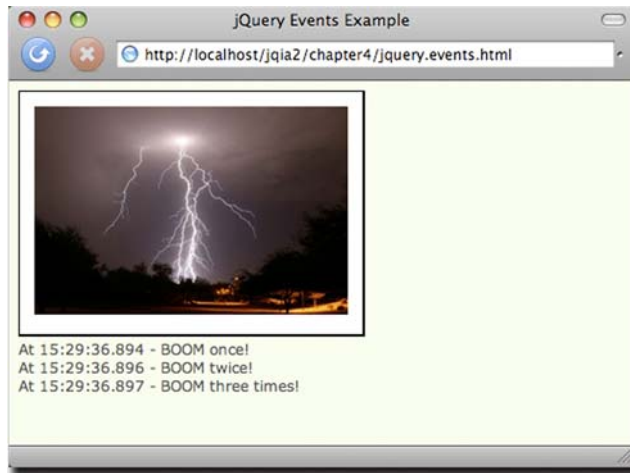 jQuery Events Example
http://localhost/jqia2/chapter4/jquery.events.html
At 15:29:36.894 - BOOM once!
At 15:29:36.896 - BOOM twice!
At 15:29:36.897 - BOOM three times!